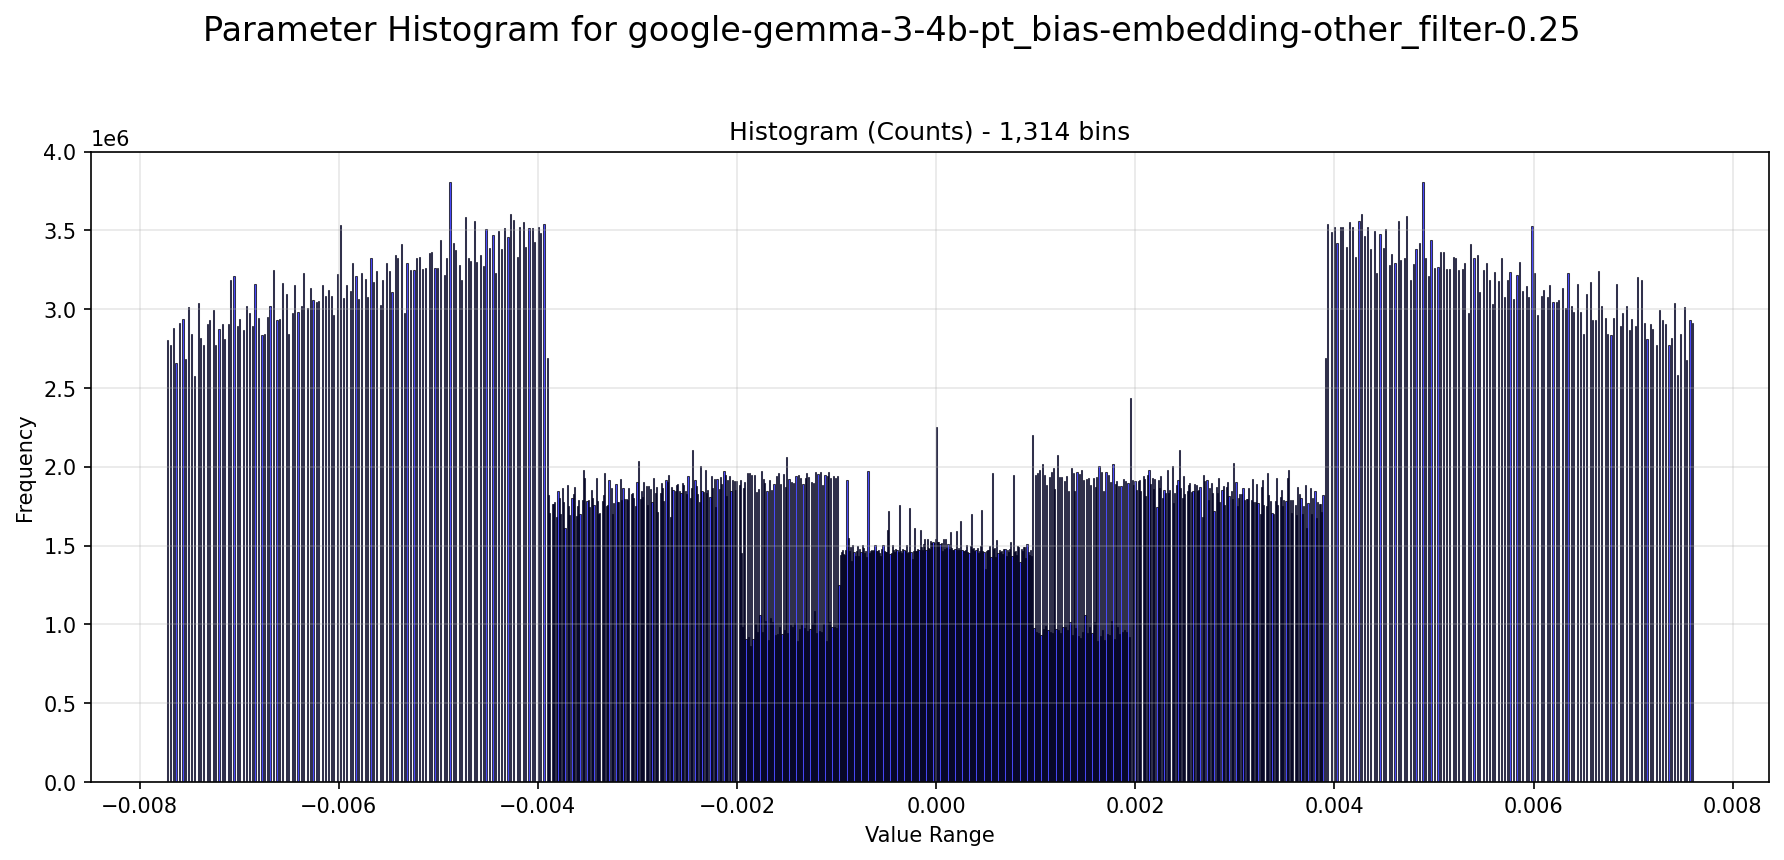 Parameter Histogram for google-gemma-3-4b-pt_bias-embedding-other_filter-0.25
Histogram (Counts) - 1,314 bins
1e6
4.0
3.5
3.0
2.5
2.0
1.5
1.0
0.5
0.0
Frequency
−0.008 −0.006 −0.004 −0.002 0.000 0.002 0.004 0.006 0.008
Value Range